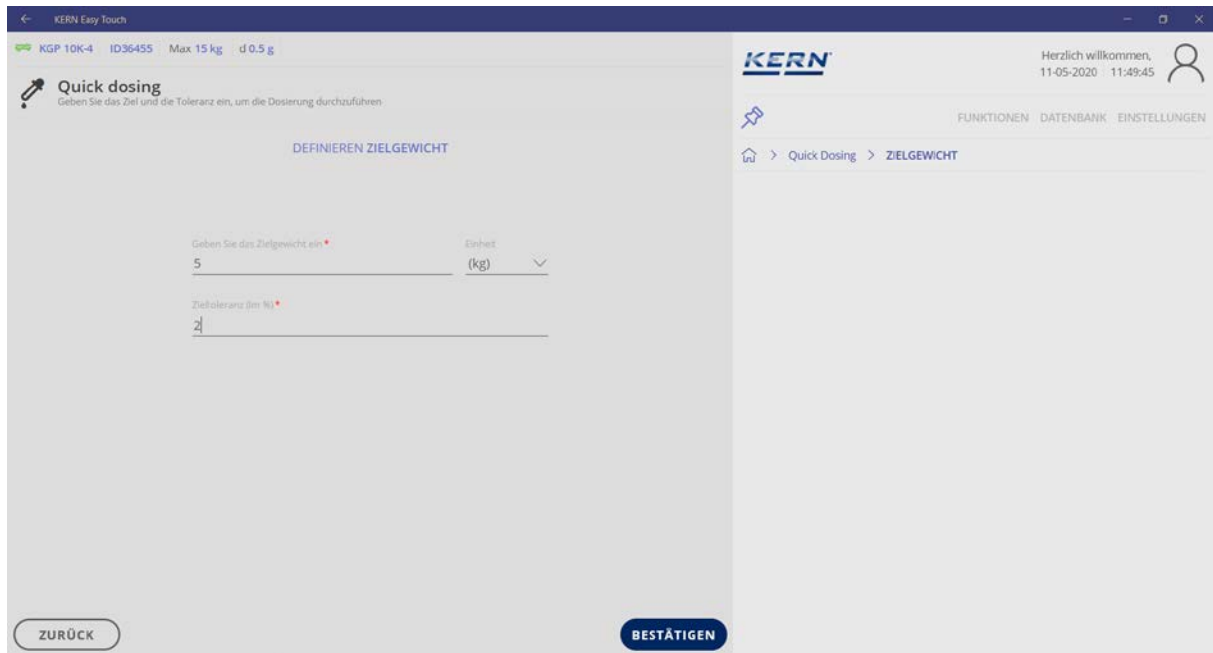 KERN Easy Touch
KGP 10K-4 ID36455 Max 15 kg d 0.5 g
Quick dosing
Geben Sie das Ziel und die Toleranz ein, um die Dosierung durchzuführen
DEFINIEREN ZIELGEWICHT
Geben Sie das Zielgewicht ein * Einheit
5 (kg)
Zieltoleranz (Im %) *
2
ZURÜCK
BESTÄTIGEN
KERN
Herzlich willkommen,
11-05-2020 11:49:45
FUNKTIONEN DATENBANK EINSTELLUNGEN
> Quick Dosing > ZIELGEWICHT